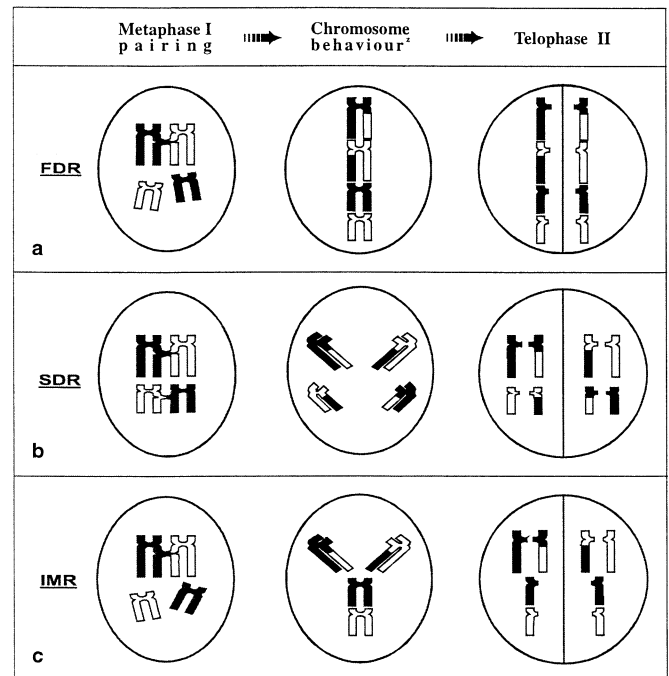 Metaphase I
pairing
Chromosome
behaviour z
Telophase II
FDR
a
SDR
b
IMR
c